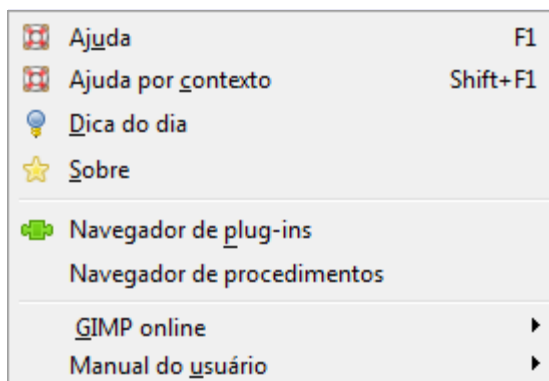 Ajuda F1
Ajuda por contexto Shift+F1
Dica do dia
Sobre
Navegador de plug-ins
Navegador de procedimentos
GIMP online
Manual do usuário